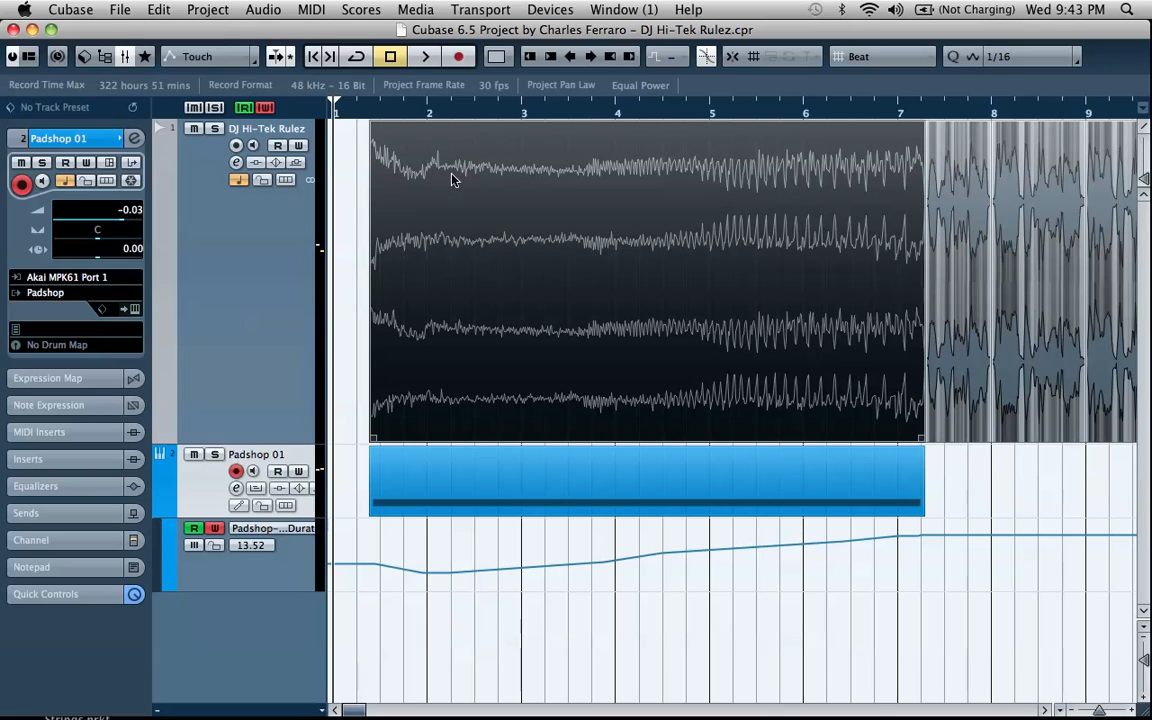 Cubase File Edit Project Audio MIDI Scores Media Transport Devices Window (1) Help (Not Charging) Wed 9:43 PM
Cubase 6.5 Project by Charles Ferraro - DJ Hi-Tek Rulez.cpr
Touch Beat Q 1/16
Record Time Max 322 hours 51 mins Record Format 48 kHz - 16 Bit Project Frame Rate 30 fps Project Pan Law Equal Power
No Track Preset [M] [S] [R] [W] 1 2 3 4 5 6 7 8 9
1 M S DJ Hi-Tek Rulez
2 Padshop 01
e R W
M S R W
e
-0.03
C
0.00
Akai MPK61 Port 1
Padshop
No Drum Map
Expression Map
Note Expression
MIDI Inserts
Inserts
2 M S Padshop 01
R W
Equalizers
e
Sends
R W Padshop-...Durat
Channel
13.52
Notepad
Quick Controls